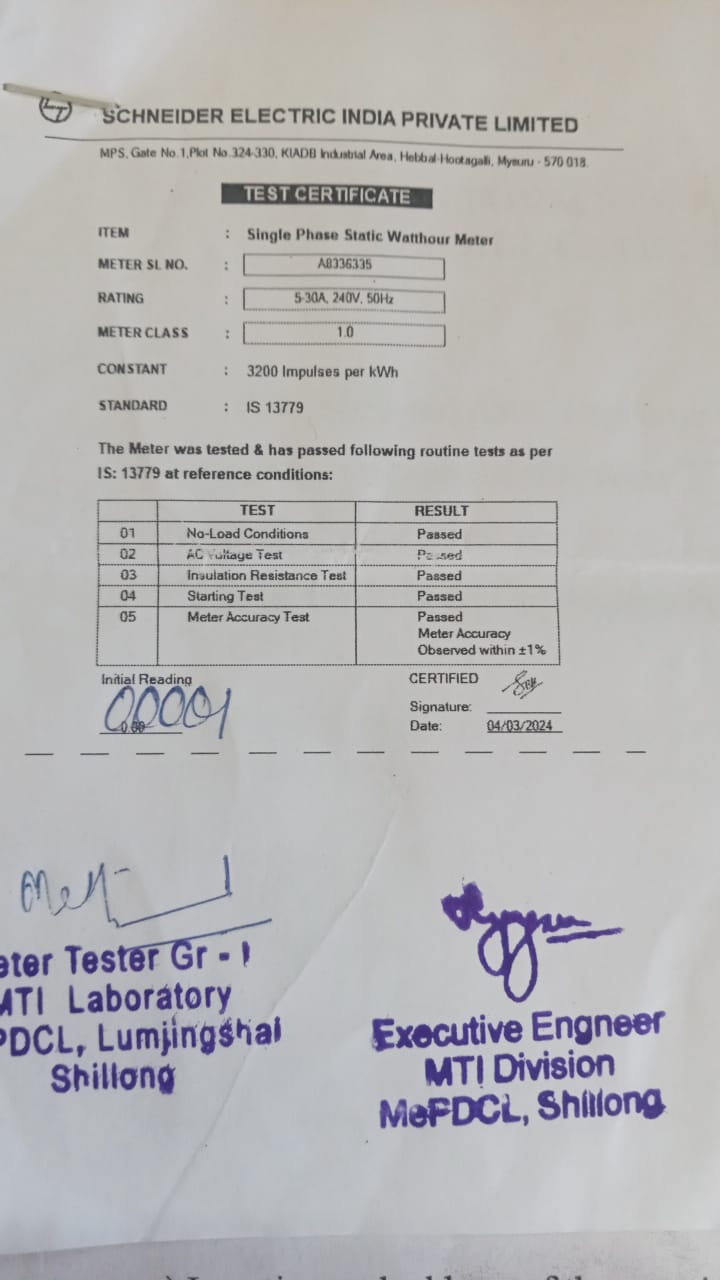 SCHNEIDER ELECTRIC INDIA PRIVATE LIMITED
MPS, Gate No.1,Plot No.324-330, KIADB Industrial Area, Hebbal-Hootagalli, Mysuru - 570 018.
TEST CERTIFICATE
ITEM : Single Phase Static Watthour Meter
METER SL NO. : A8336335
RATING : 5-30A, 240V, 50Hz
METER CLASS : 1.0
CONSTANT : 3200 Impulses per kWh
STANDARD : IS 13779
The Meter was tested & has passed following routine tests as per
IS: 13779 at reference conditions:
TEST RESULT
01 No-Load Conditions Passed
02 AC Voltage Test Passed
03 Insulation Resistance Test Passed
04 Starting Test Passed
05 Meter Accuracy Test Passed
Meter Accuracy
Observed within ±1%
Initial Reading
00001
0.00
CERTIFIED
Signature:
Date: 04/03/2024
eter Tester Gr - I
MTI Laboratory
PDCL, Lumjingshai
Shillong
Executive Engneer
MTI Division
MePDCL, Shillong